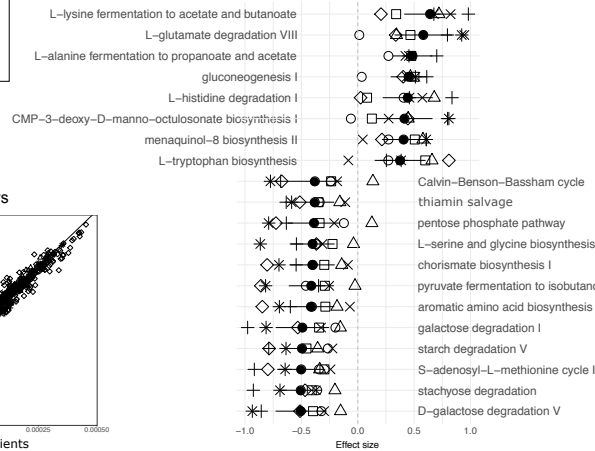 L−lysine fermentation to acetate and butanoate
L−glutamate degradation VIII
L−alanine fermentation to propanoate and acetate
gluconeogenesis I
L−histidine degradation I
CMP−3−deoxy−D−manno−octulosonate biosynthesis I
menaquinol−8 biosynthesis II
L−tryptophan biosynthesis
Calvin−Benson−Bassham cycle
thiamin salvage
pentose phosphate pathway
L−serine and glycine biosynthesis
chorismate biosynthesis I
pyruvate fermentation to isobutano
aromatic amino acid biosynthesis
galactose degradation I
starch degradation V
S−adenosyl−L−methionine cycle I
stachyose degradation
D−galactose degradation V
−1.0 −0.5 0.0 0.5 1.0
Effect size
rs
0.00025 0.00050
ients